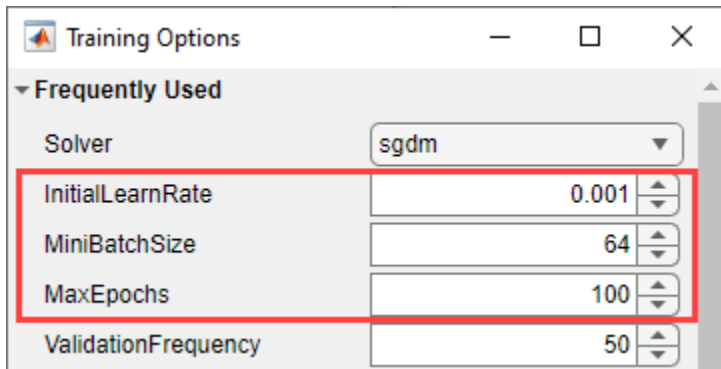 Training Options
Frequently Used
Solver sgdm
InitialLearnRate 0.001
MiniBatchSize 64
MaxEpochs 100
ValidationFrequency 50